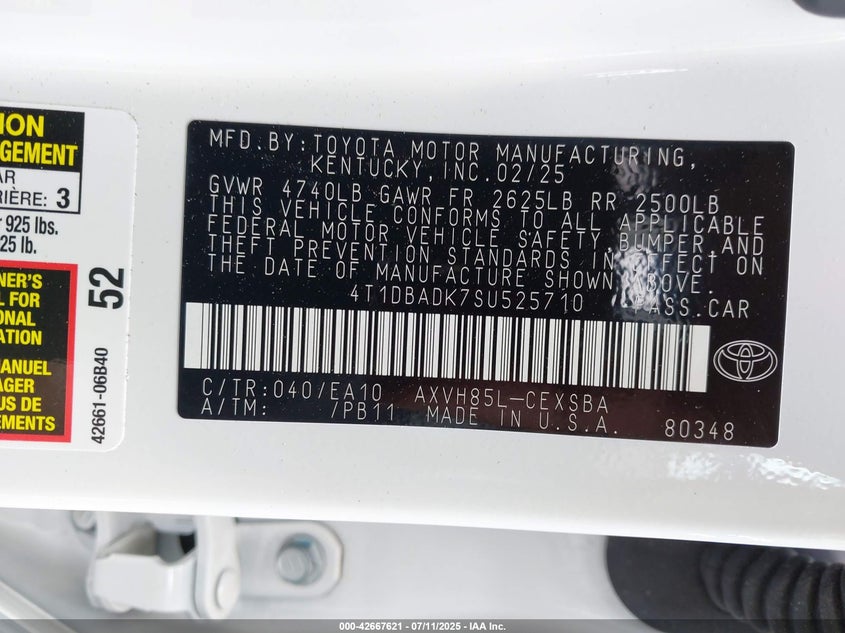 ION
GEMENT
AR
RIÈRE: 3
r 925 lbs.
25 lb.
NER'S
L FOR
ONAL
ATION
MANUEL
AGER
US DE
EMENTS
52
42661-06B40
MFD.BY:TOYOTA MOTOR MANUFACTURING,
KENTUCKY,INC.02/25
GVWR 4740LB GAWR FR 2625LB RR 2500LB
THIS VEHICLE CONFORMS TO ALL APPLICABLE
FEDERAL MOTOR VEHICLE SAFETY,BUMPER,AND
THEFT PREVENTION STANDARDS IN EFFECT ON
THE DATE OF MANUFACTURE SHOWN ABOVE.
4T1DBADK7SU525710 PASS.CAR
C/TR:040/EA10 AXVH85L-CEXSBA
A/TM: /PB11 MADE IN U.S.A. 80348
000-42667621 - 07/11/2025 - IAA Inc.